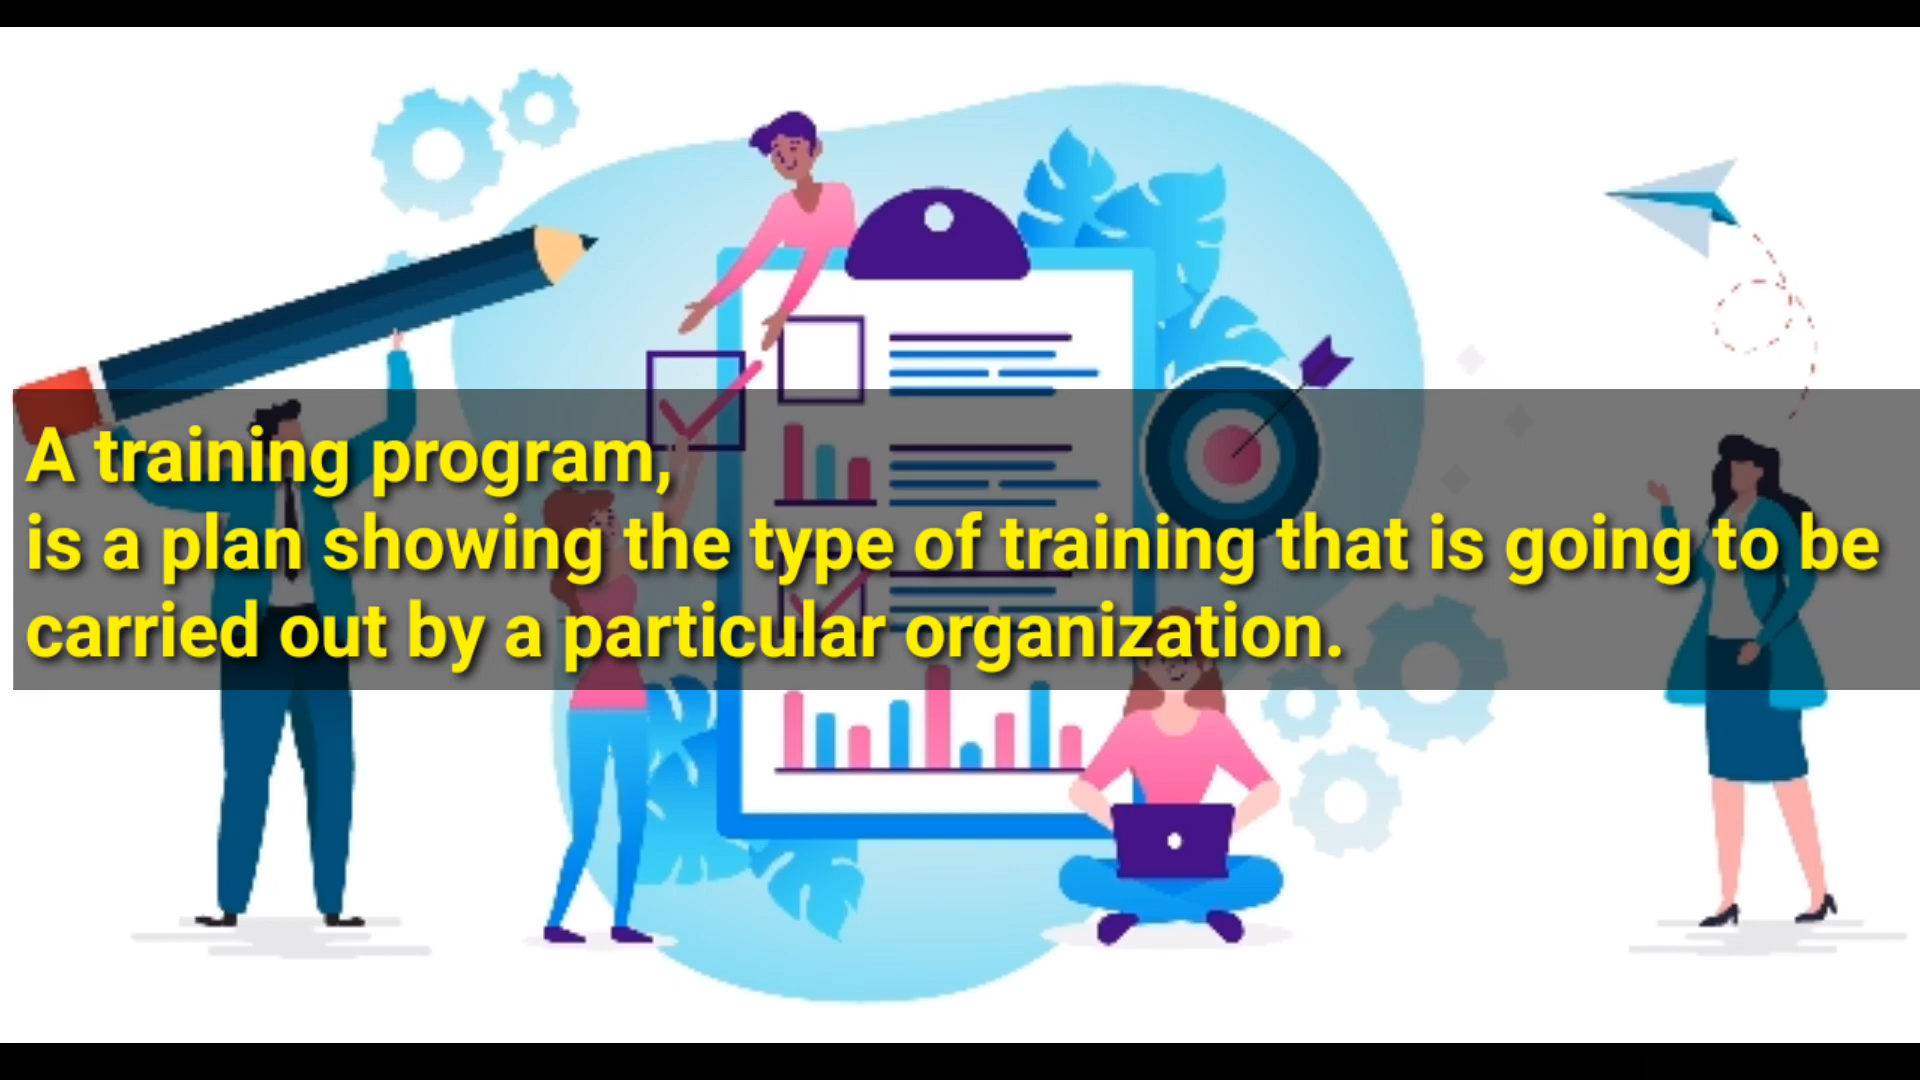 A training program,
is a plan showing the type of training that is going to be
carried out by a particular organization.